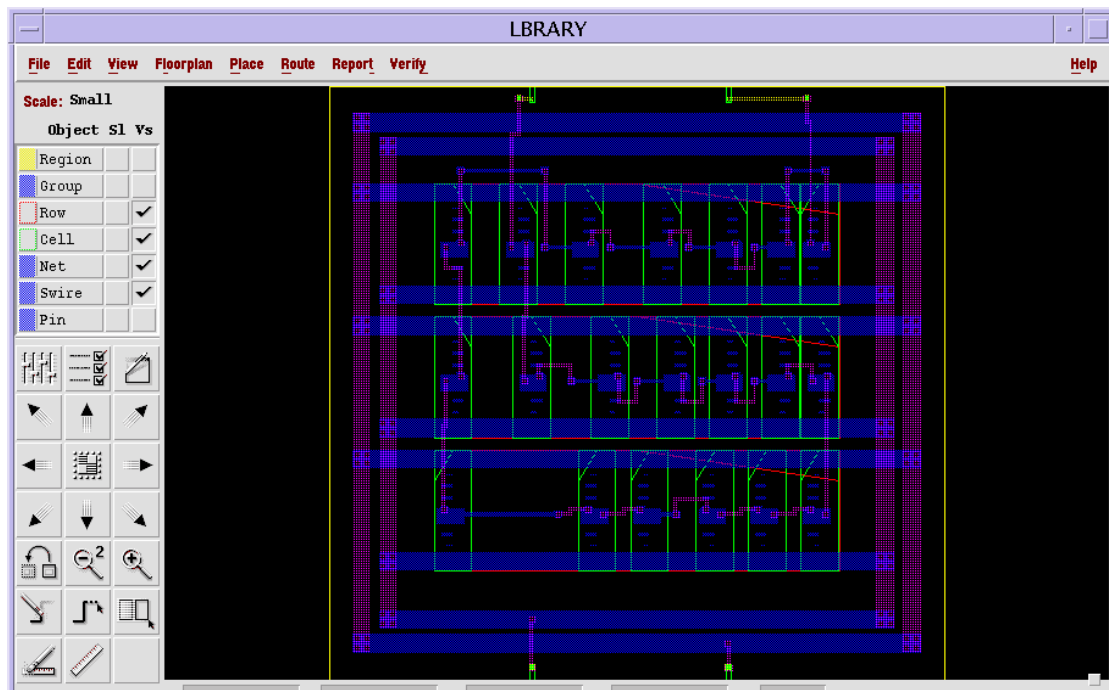 LBRARY
File Edit View Floorplan Place Route Report Verify Help
Scale: Small
Object Sl Vs
Region
Group
Row
Cell
Net
Swire
Pin
2